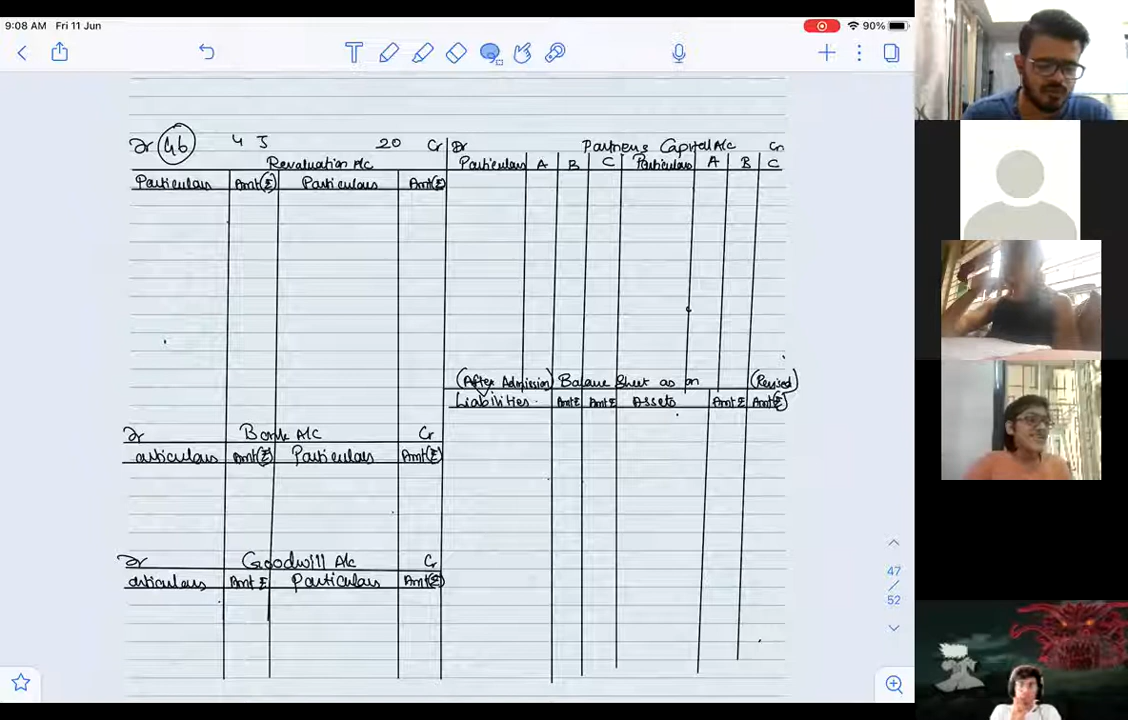 9:08 AM Fri 11 Jun
90%
Dr 46 4 J 20 Cr
Revaluation A/c
Particulars Amt(₹) Particulars Amt(₹)
Dr Partners Capital A/c Cr
Particulars A B C Particulars A B C
(After Admission) Balance Sheet as on (Revised)
Liabilities Amt₹ Amt₹ Assets Amt₹ Amt(₹)
Dr Bank A/c Cr
articulars Amt(₹) Particulars Amt(₹)
Dr Goodwill A/c Cr
articulars Amt ₹ Particulars Amt(₹)
47
/
52